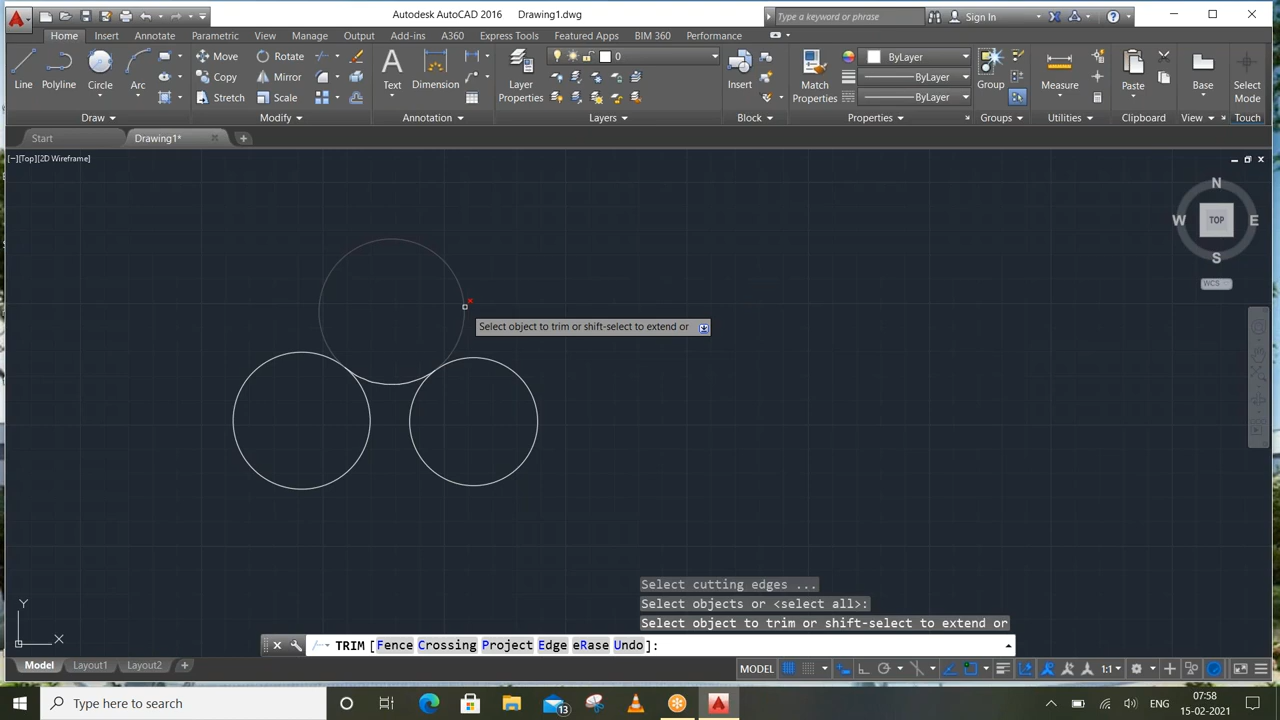 Autodesk AutoCAD 2016 Drawing1.dwg
Type a keyword or phrase
Sign In
Home Insert Annotate Parametric View Manage Output Add-ins A360 Express Tools Featured Apps BIM 360 Performance
Line Polyline Circle Arc
Move Rotate
Copy Mirror
Stretch Scale
Text Dimension
Layer Properties
0
Insert
Match Properties
ByLayer
ByLayer
ByLayer
Group
Measure
Paste
Base
Select Mode
Draw Modify Annotation Layers Block Properties Groups Utilities Clipboard View Touch
Start Drawing1*
[−][Top][2D Wireframe]
N
W TOP E
S
WCS
Select object to trim or shift-select to extend or
Select cutting edges ...
Select objects or <select all>:
Select object to trim or shift-select to extend or
Y
X
TRIM [Fence Crossing Project Edge eRase Undo]:
Model Layout1 Layout2
MODEL 1:1
Type here to search
13
ENG
07:58
15-02-2021